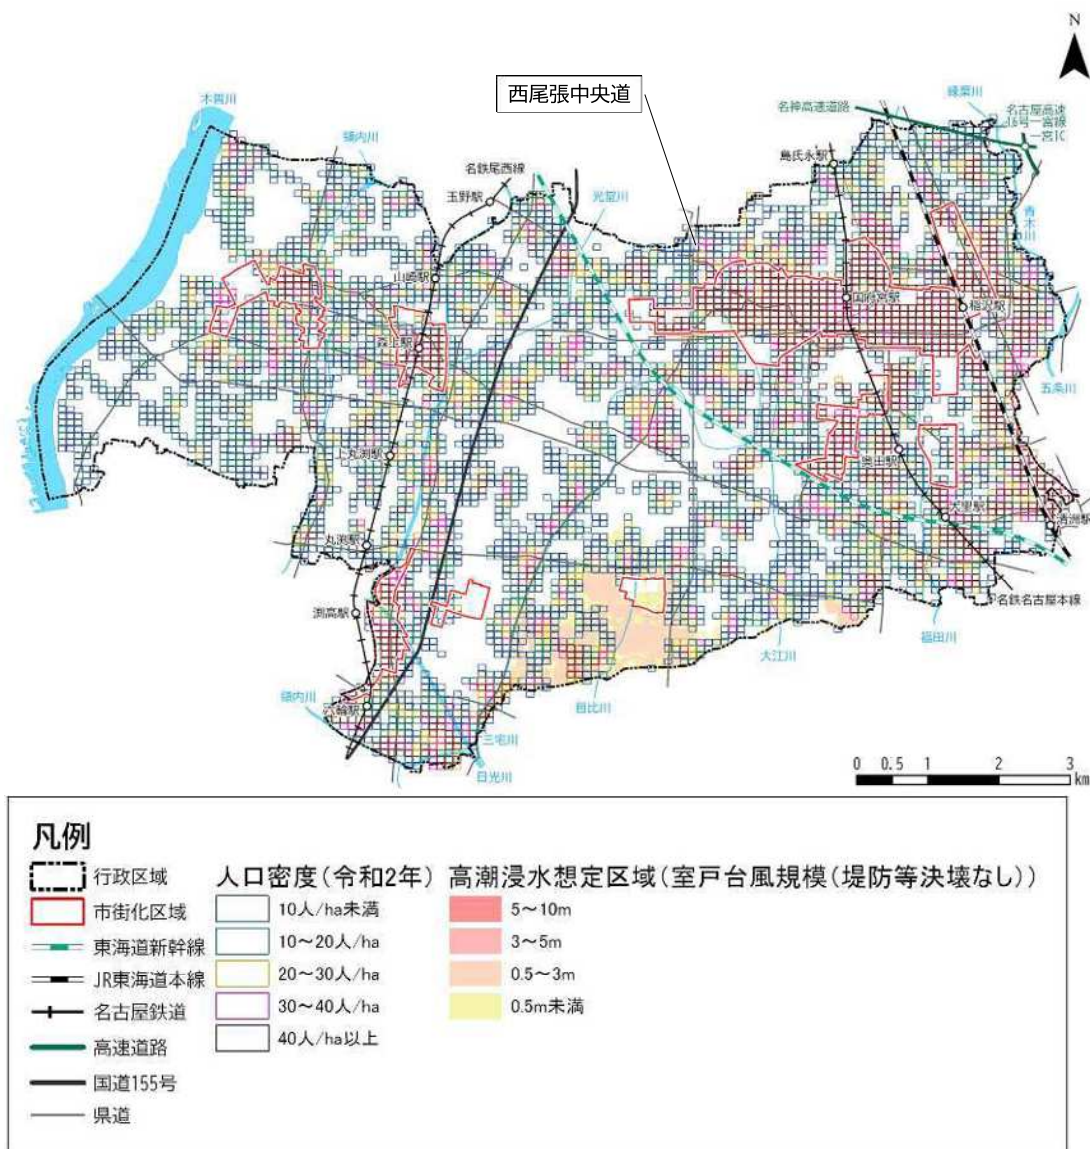 N
西尾張中央道
木曽川
領内川
名鉄尾西線
玉野駅
光堂川
名神高速道路
島氏永駅
縁葉川
名古屋高速
16号一宮線
一宮IC
青木川
山崎駅
国府宮駅
稲沢駅
森上駅
五条川
上丸渕駅
奥田駅
大里駅
清洲駅
丸渕駅
渕高駅
名鉄名古屋本線
福田川
大江川
目比川
領内川
六輪駅
三宅川
日光川
0 0.5 1 2 3
km
凡例
行政区域
市街化区域
東海道新幹線
JR東海道本線
名古屋鉄道
高速道路
国道155号
県道
人口密度(令和2年)
10人/ha未満
10～20人/ha
20～30人/ha
30～40人/ha
40人/ha以上
高潮浸水想定区域(室戸台風規模(堤防等決壊なし))
5～10m
3～5m
0.5～3m
0.5m未満